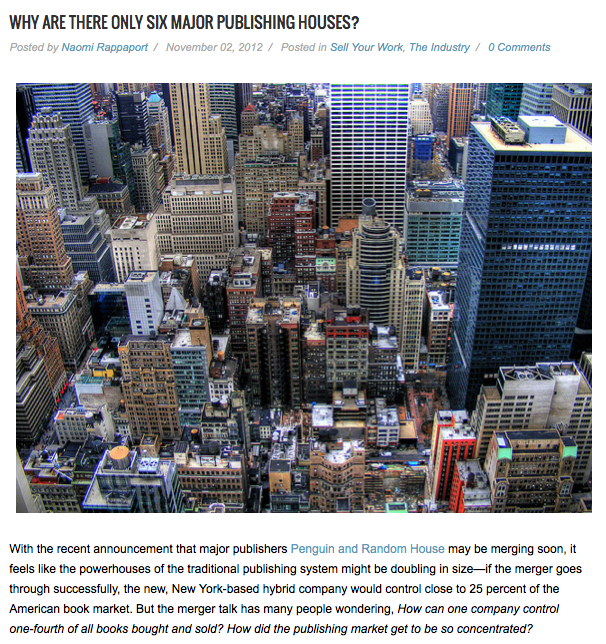 WHY ARE THERE ONLY SIX MAJOR PUBLISHING HOUSES?
Posted by Naomi Rappaport / November 02, 2012 / Posted in Sell Your Work, The Industry / 0 Comments
With the recent announcement that major publishers Penguin and Random House may be merging soon, it
feels like the powerhouses of the traditional publishing system might be doubling in size—if the merger goes
through successfully, the new, New York-based hybrid company would control close to 25 percent of the
American book market. But the merger talk has many people wondering, How can one company control
one-fourth of all books bought and sold? How did the publishing market get to be so concentrated?